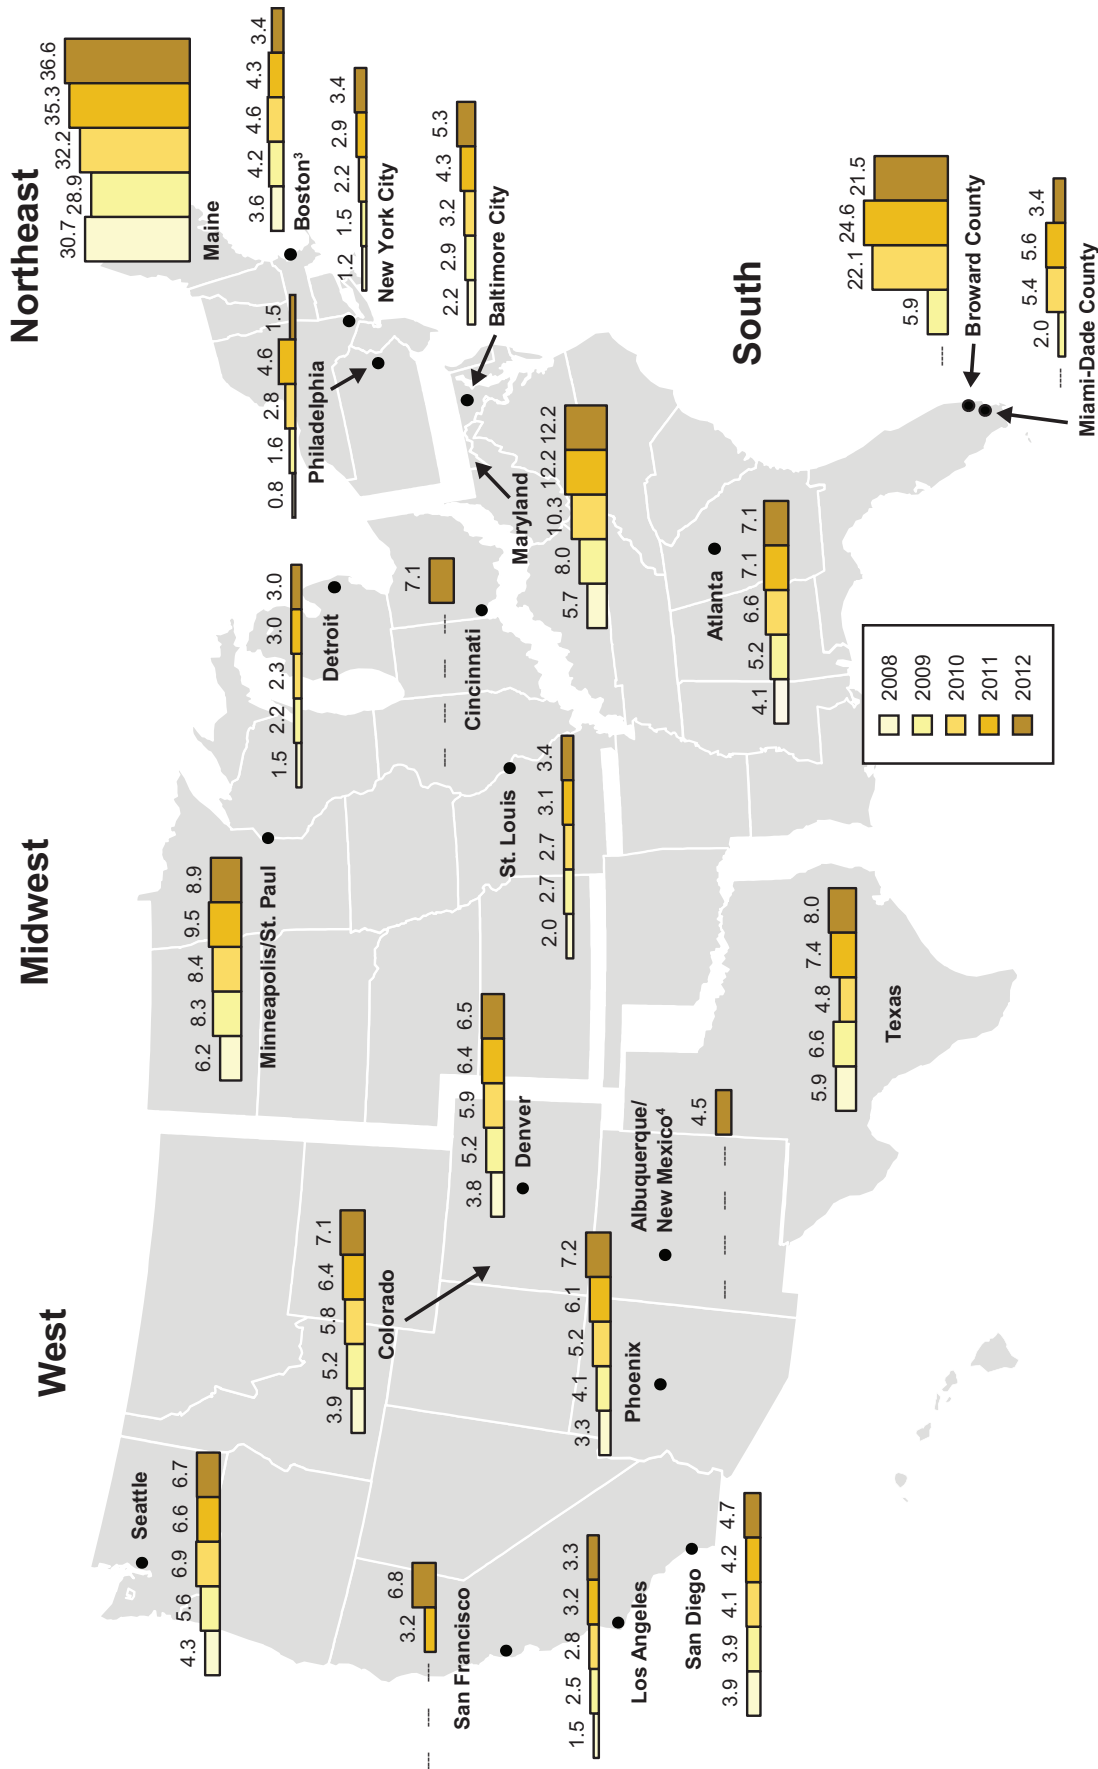 West
Midwest
Northeast
South
Seattle
4.3 5.6 6.9 6.6 6.7
San Francisco
3.2 6.8
Los Angeles
1.5 2.5 2.8 3.2 3.3
San Diego
3.9 3.9 4.1 4.2 4.7
Colorado
3.9 5.2 5.8 6.4 7.1
Phoenix
3.3 4.1 5.2 6.1 7.2
Denver
3.8 5.2 5.9 6.4 6.5
Albuquerque/
New Mexico⁴
4.5
Minneapolis/St. Paul
6.2 8.3 8.4 9.5 8.9
Detroit
1.5 2.2 2.3 3.0 3.0
Cincinnati
7.1
St. Louis
2.0 2.7 2.7 3.1 3.4
Texas
5.9 6.6 4.8 7.4 8.0
Maine
30.7 28.9 32.2 35.3 36.6
Boston³
3.6 4.2 4.6 4.3 3.4
New York City
1.2 1.5 2.2 2.9 3.4
Philadelphia
0.8 1.6 2.8 4.6 1.5
Baltimore City
2.2 2.9 3.2 4.3 5.3
Maryland
5.7 8.0 10.3 12.2 12.2
Atlanta
4.1 5.2 6.6 7.1 7.1
Broward County
5.9 22.1 24.6 21.5
Miami-Dade County
2.0 5.4 5.6 3.4
2008
2009
2010
2011
2012